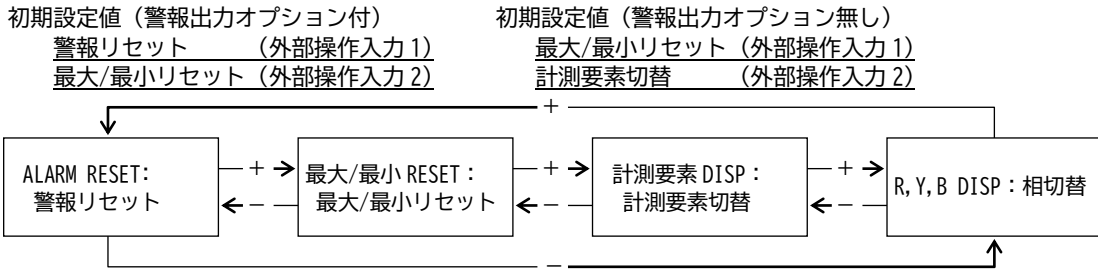 初期設定値（警報出力オプション付）
警報リセット （外部操作入力1）
最大/最小リセット（外部操作入力2）
初期設定値（警報出力オプション無し）
最大/最小リセット（外部操作入力1）
計測要素切替 （外部操作入力2）
＋
ALARM RESET：
警報リセット
＋
－
最大/最小 RESET：
最大/最小リセット
＋
－
計測要素 DISP：
計測要素切替
＋
－
R,Y,B DISP：相切替
－